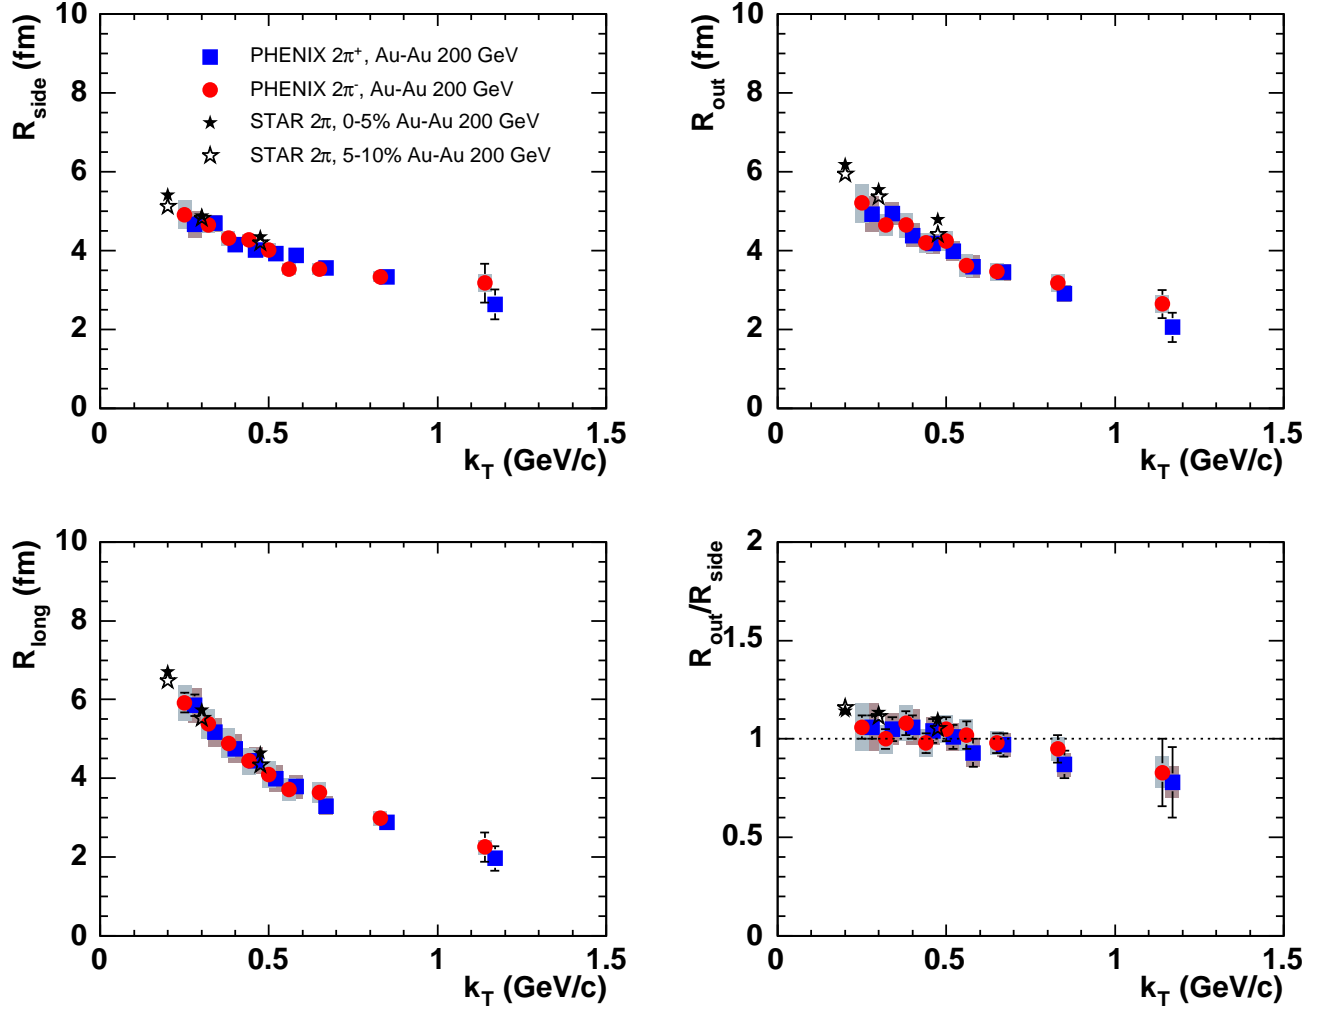 R_side (fm)
10
8
6
4
2
0
PHENIX 2π⁺, Au-Au 200 GeV
PHENIX 2π⁻, Au-Au 200 GeV
STAR 2π, 0-5% Au-Au 200 GeV
STAR 2π, 5-10% Au-Au 200 GeV
0 0.5 1 1.5
k_T (GeV/c)
R_out (fm)
10
8
6
4
2
0
0 0.5 1 1.5
k_T (GeV/c)
R_long (fm)
10
8
6
4
2
0
0 0.5 1 1.5
k_T (GeV/c)
R_out/R_side
2
1.5
1
0.5
0
0 0.5 1 1.5
k_T (GeV/c)